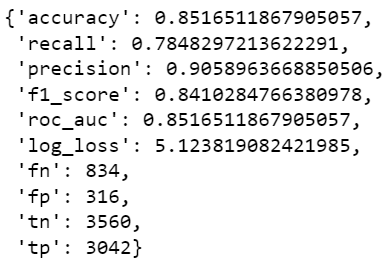 {'accuracy': 0.8516511867905057,
'recall': 0.7848297213622291,
'precision': 0.9058963668850506,
'f1_score': 0.8410284766380978,
'roc_auc': 0.8516511867905057,
'log_loss': 5.123819082421985,
'fn': 834,
'fp': 316,
'tn': 3560,
'tp': 3042}